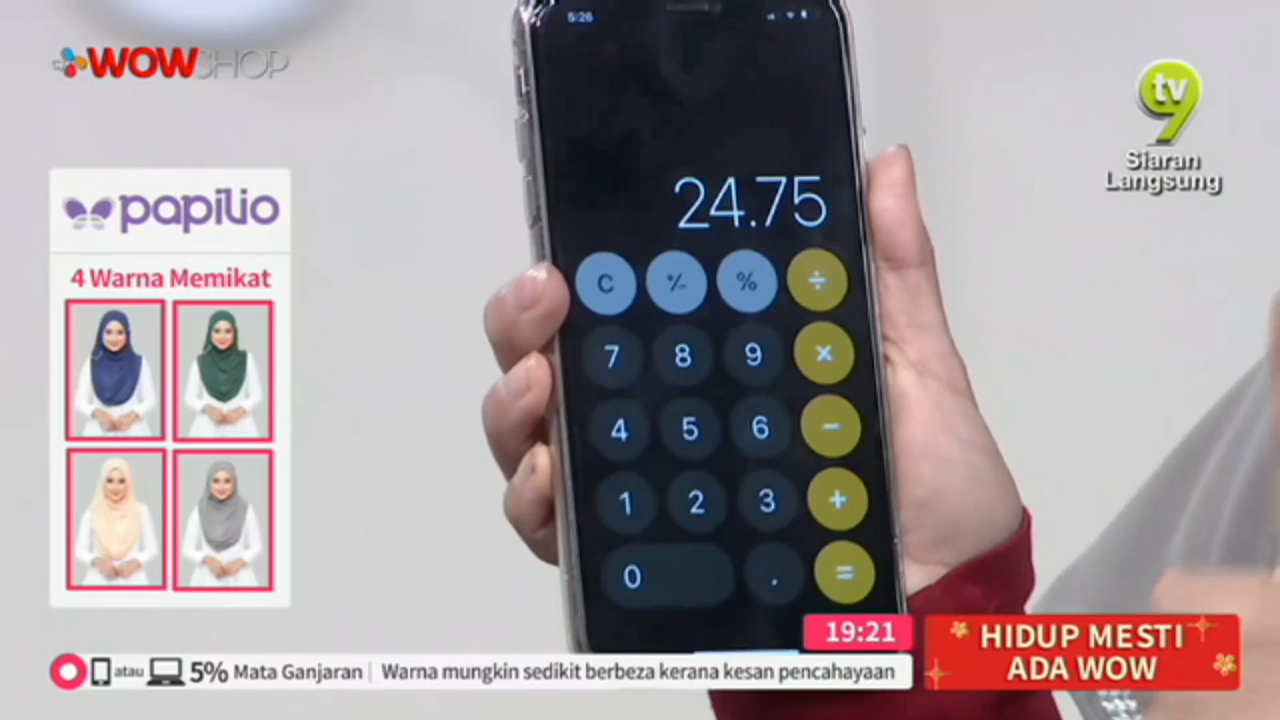 5:26
WOWSHOP
tv
9
Siaran
Langsung
papilio
4 Warna Memikat
24.75
C +/- % ÷
7 8 9 ×
4 5 6 −
1 2 3 +
0 . =
19:21
HIDUP MESTI
ADA WOW
atau 5% Mata Ganjaran | Warna mungkin sedikit berbeza kerana kesan pencahayaan